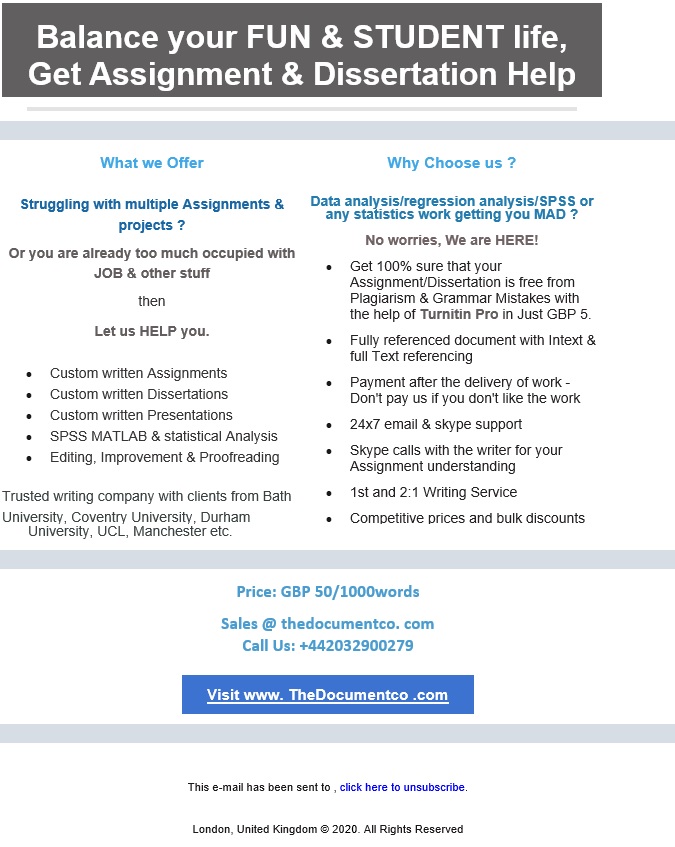 Balance your FUN & STUDENT life,
Get Assignment & Dissertation Help
What we Offer
Struggling with multiple Assignments &
projects ?
Or you are already too much occupied with
JOB & other stuff
then
Let us HELP you.
• Custom written Assignments
• Custom written Dissertations
• Custom written Presentations
• SPSS MATLAB & statistical Analysis
• Editing, Improvement & Proofreading
Trusted writing company with clients from Bath
University, Coventry University, Durham
University, UCL, Manchester etc.
Why Choose us ?
Data analysis/regression analysis/SPSS or
any statistics work getting you MAD ?
No worries, We are HERE!
• Get 100% sure that your
Assignment/Dissertation is free from
Plagiarism & Grammar Mistakes with
the help of Turnitin Pro in Just GBP 5.
• Fully referenced document with Intext &
full Text referencing
• Payment after the delivery of work -
Don't pay us if you don't like the work
• 24x7 email & skype support
• Skype calls with the writer for your
Assignment understanding
• 1st and 2:1 Writing Service
• Competitive prices and bulk discounts
Price: GBP 50/1000words
Sales @ thedocumentco. com
Call Us: +442032900279
Visit www. TheDocumentco .com
This e-mail has been sent to , click here to unsubscribe.
London, United Kingdom © 2020. All Rights Reserved